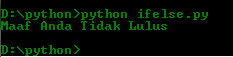 D:\python>python ifelse.py
Maaf Anda Tidak Lulus
D:\python>